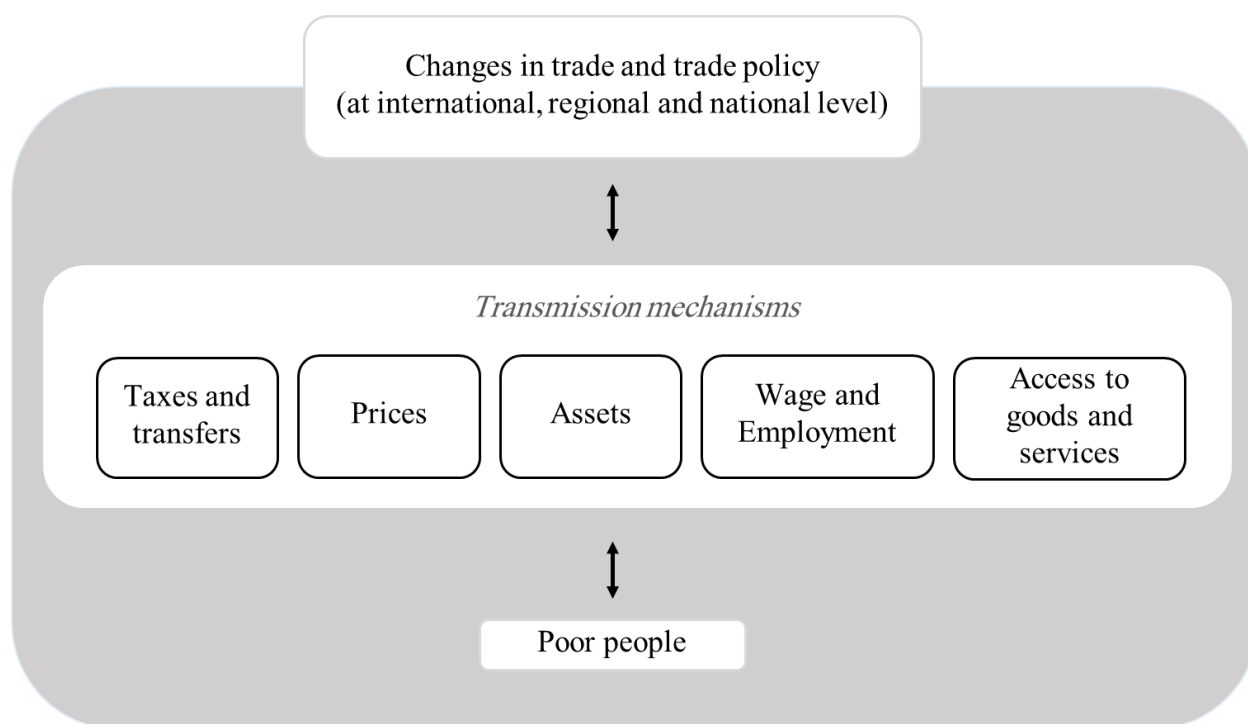 Changes in trade and trade policy
(at international, regional and national level)
Transmission mechanisms
Taxes and
transfers
Prices
Assets
Wage and
Employment
Access to
goods and
services
Poor people